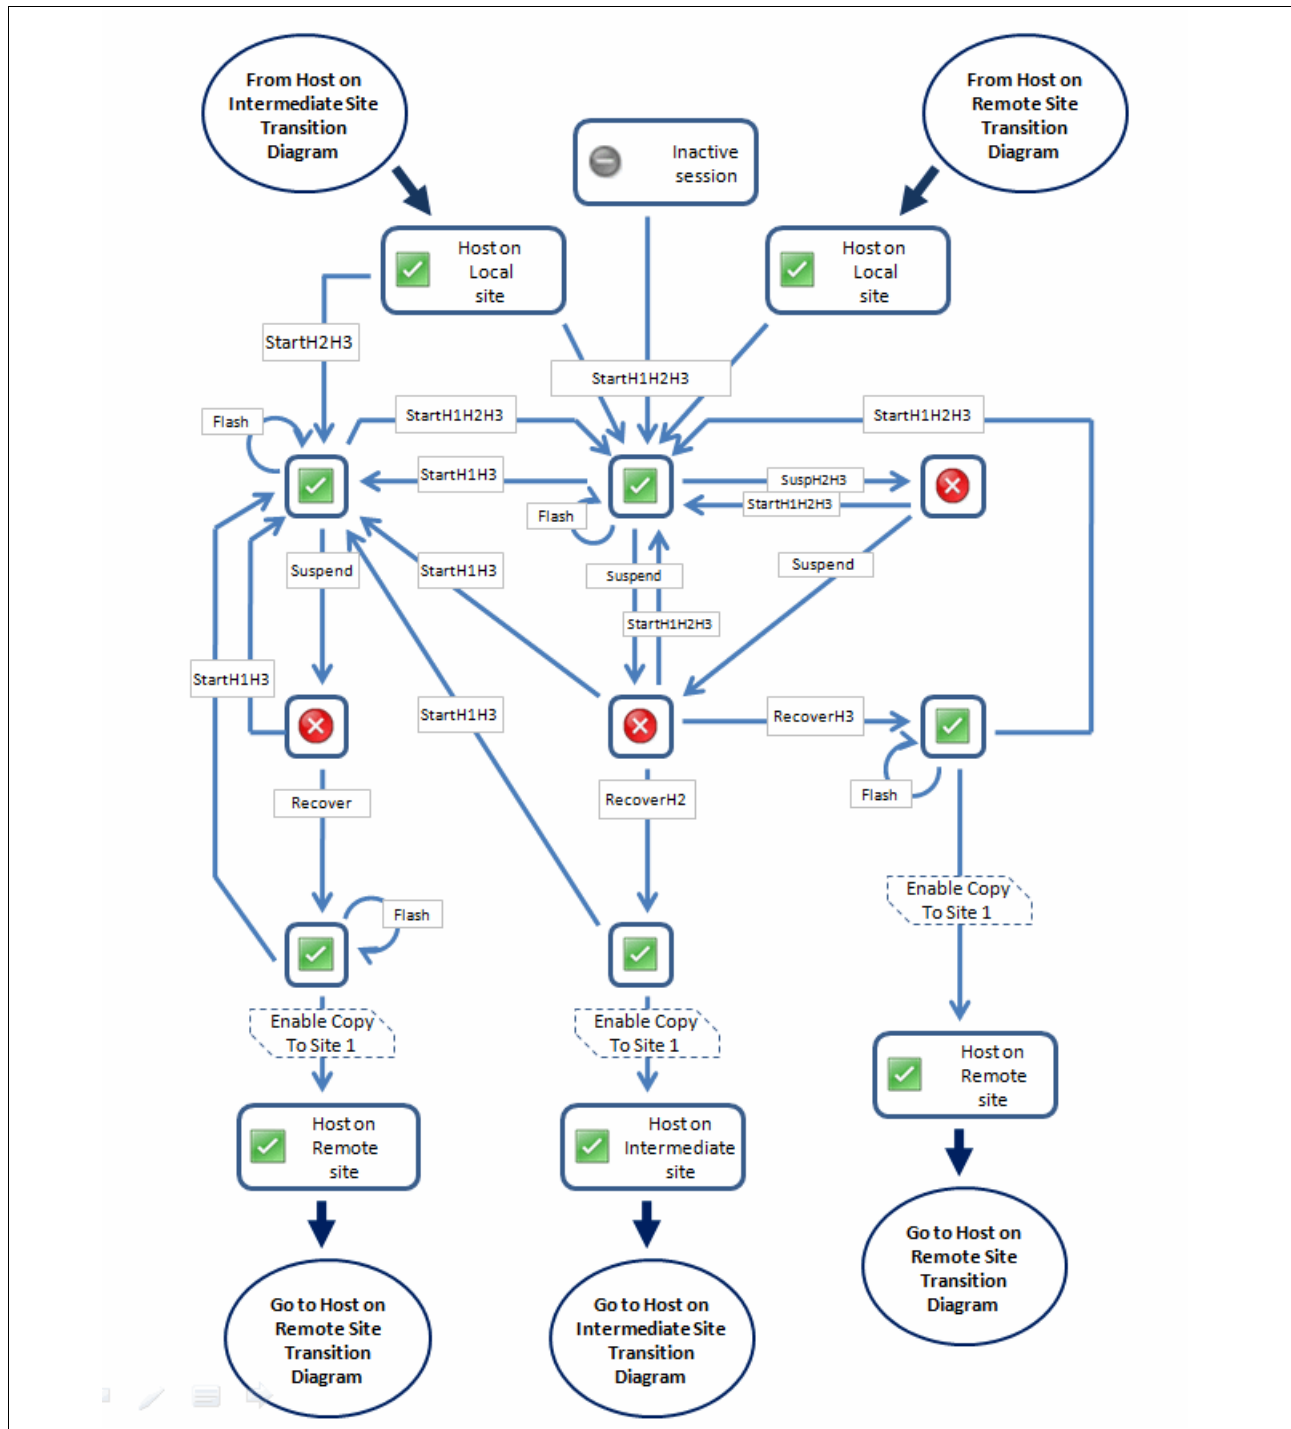 From Host on
Intermediate Site
Transition
Diagram
From Host on
Remote Site
Transition
Diagram
Inactive
session
Host on
Local
site
Host on
Local
site
StartH2H3
StartH1H2H3
Flash
StartH1H2H3
StartH1H2H3
StartH1H3
SuspH2H3
StartH1H2H3
Flash
Suspend
StartH1H3
Suspend
Suspend
StartH1H2H3
StartH1H3
StartH1H3
RecoverH3
Recover
RecoverH2
Flash
Enable Copy
To Site 1
Flash
Enable Copy
To Site 1
Enable Copy
To Site 1
Host on
Remote
site
Host on
Remote
site
Host on
Intermediate
site
Go to Host on
Remote Site
Transition
Diagram
Go to Host on
Remote Site
Transition
Diagram
Go to Host on
Intermediate Site
Transition
Diagram